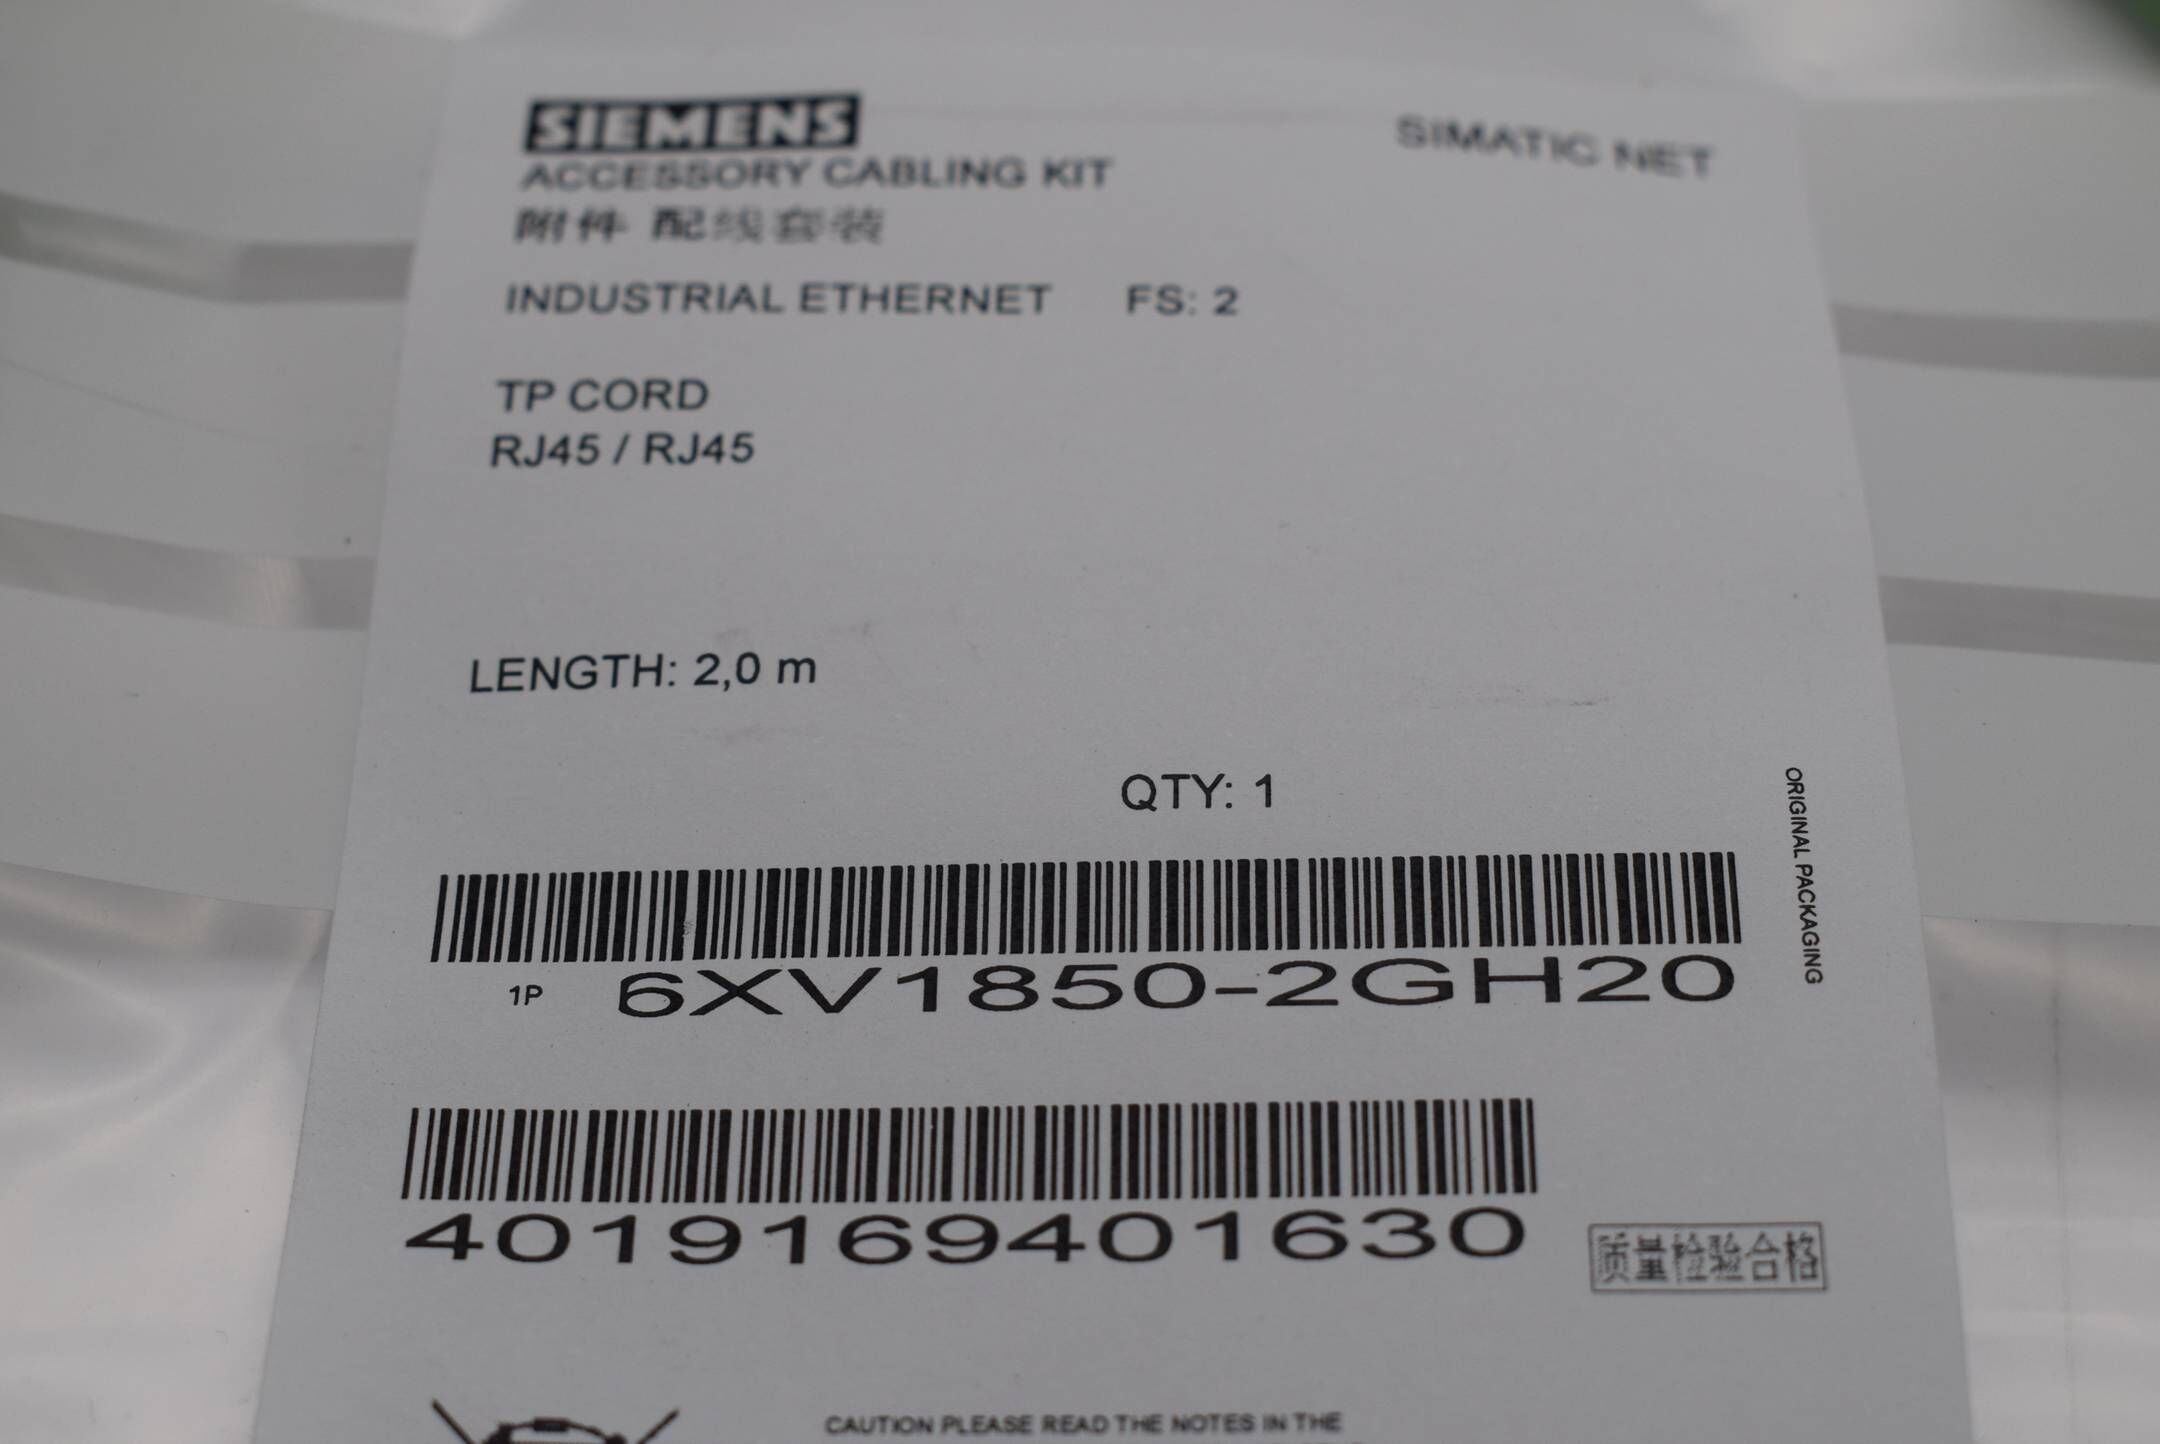 SIEMENS
SIMATIC NET
ACCESSORY CABLING KIT
附件 配线套装
INDUSTRIAL ETHERNET FS: 2
TP CORD
RJ45 / RJ45
LENGTH: 2,0 m
QTY: 1
ORIGINAL PACKAGING
1P 6XV1850-2GH20
4019169401630
质量检验合格
CAUTION PLEASE READ THE NOTES IN THE